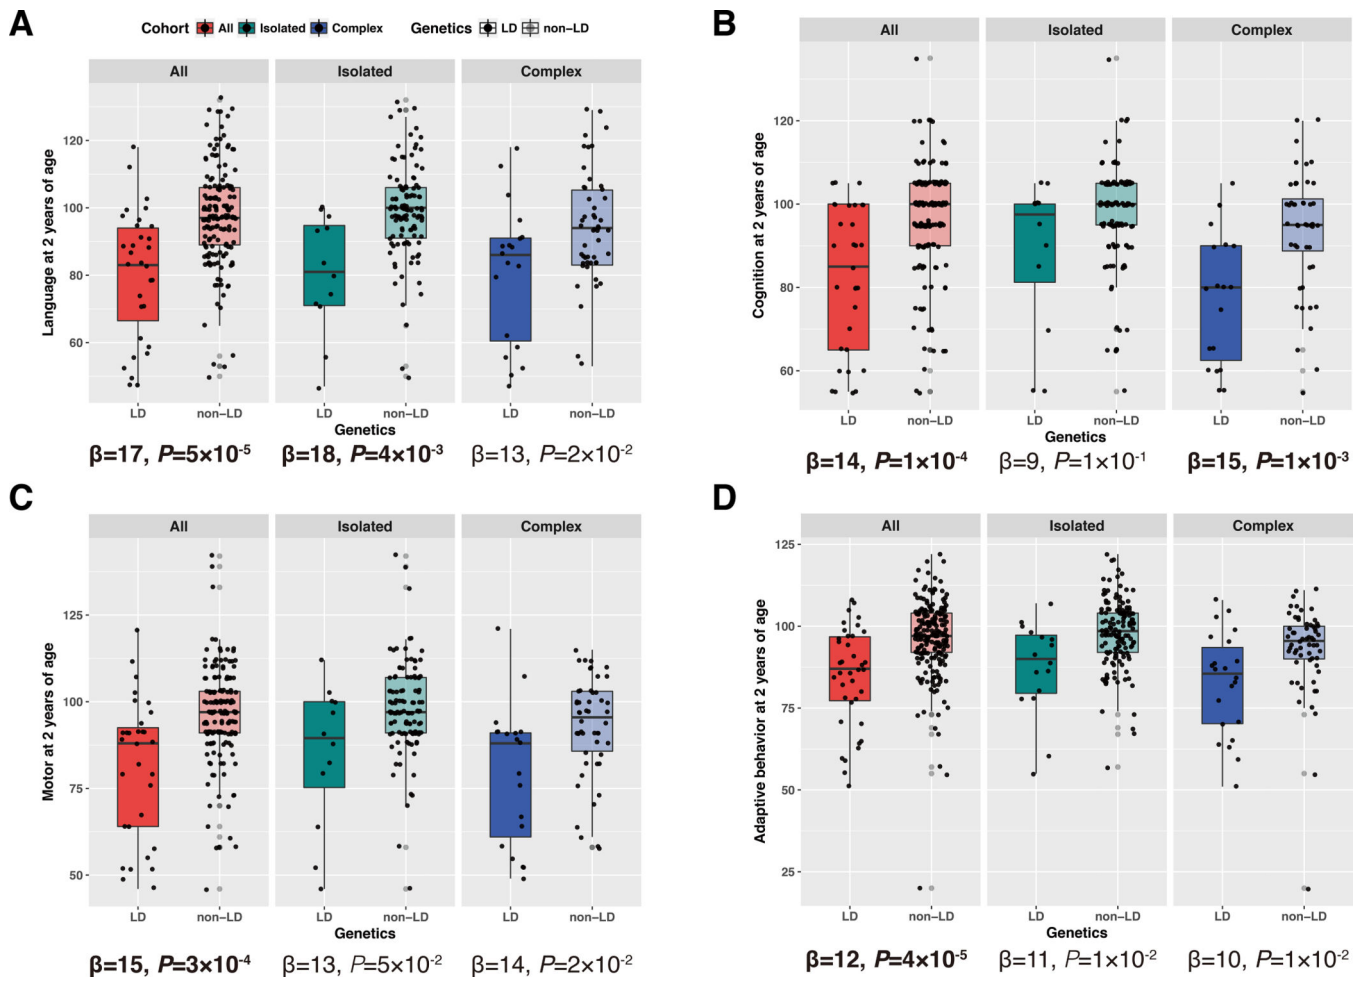 A
Cohort All Isolated Complex Genetics LD non-LD
All Isolated Complex
Language at 2 years of age
120
100
80
60
LD non-LD LD non-LD LD non-LD
Genetics
β=17, P=5×10⁻⁵ β=18, P=4×10⁻³ β=13, P=2×10⁻²
B
All Isolated Complex
Cognition at 2 years of age
120
100
80
60
LD non-LD LD non-LD LD non-LD
Genetics
β=14, P=1×10⁻⁴ β=9, P=1×10⁻¹ β=15, P=1×10⁻³
C
All Isolated Complex
Motor at 2 years of age
125
100
75
50
LD non-LD LD non-LD LD non-LD
Genetics
β=15, P=3×10⁻⁴ β=13, P=5×10⁻² β=14, P=2×10⁻²
D
All Isolated Complex
Adaptive behavior at 2 years of age
125
100
75
50
25
LD non-LD LD non-LD LD non-LD
Genetics
β=12, P=4×10⁻⁵ β=11, P=1×10⁻² β=10, P=1×10⁻²